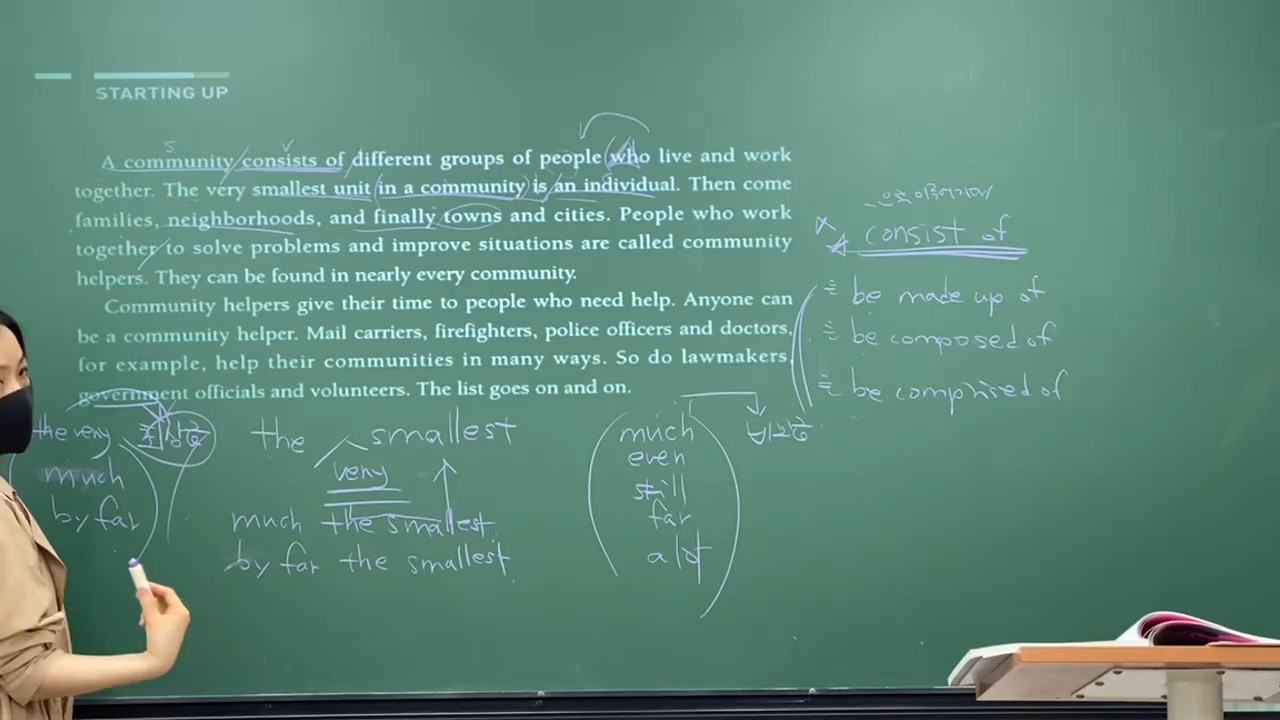 STARTING UP
S V
A community consists of different groups of people who live and work
together. The very smallest unit in a community is an individual. Then come
families, neighborhoods, and finally towns and cities. People who work
together to solve problems and improve situations are called community
helpers. They can be found in nearly every community.
Community helpers give their time to people who need help. Anyone can
be a community helper. Mail carriers, firefighters, police officers and doctors,
for example, help their communities in many ways. So do lawmakers,
government officials and volunteers. The list goes on and on.
consist of
≒ be made up of
≒ be composed of
≒ be comprised of
the very 최상급
much
by far
the smallest
very
much the smallest
by far the smallest
much 비교급
even
still
far
a lot